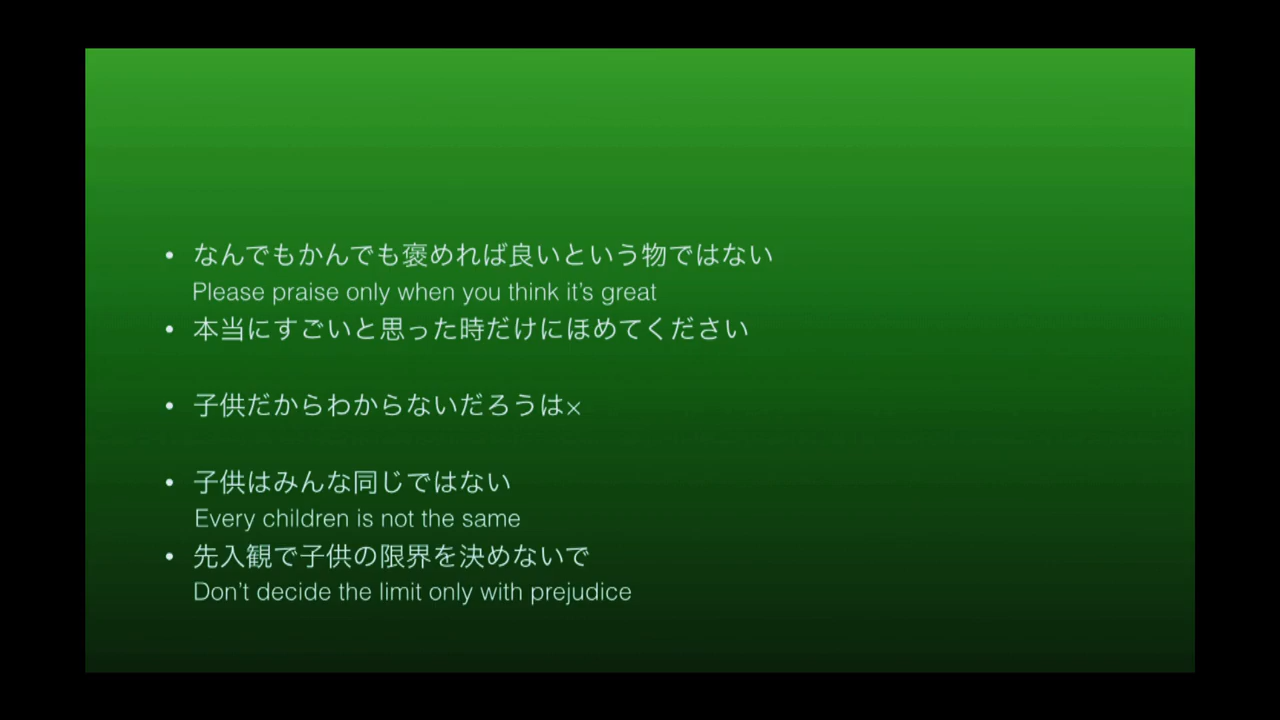 • なんでもかんでも褒めれば良いという物ではない
Please praise only when you think it's great
• 本当にすごいと思った時だけにほめてください
• 子供だからわからないだろうは×
• 子供はみんな同じではない
Every children is not the same
• 先入観で子供の限界を決めないで
Don't decide the limit only with prejudice